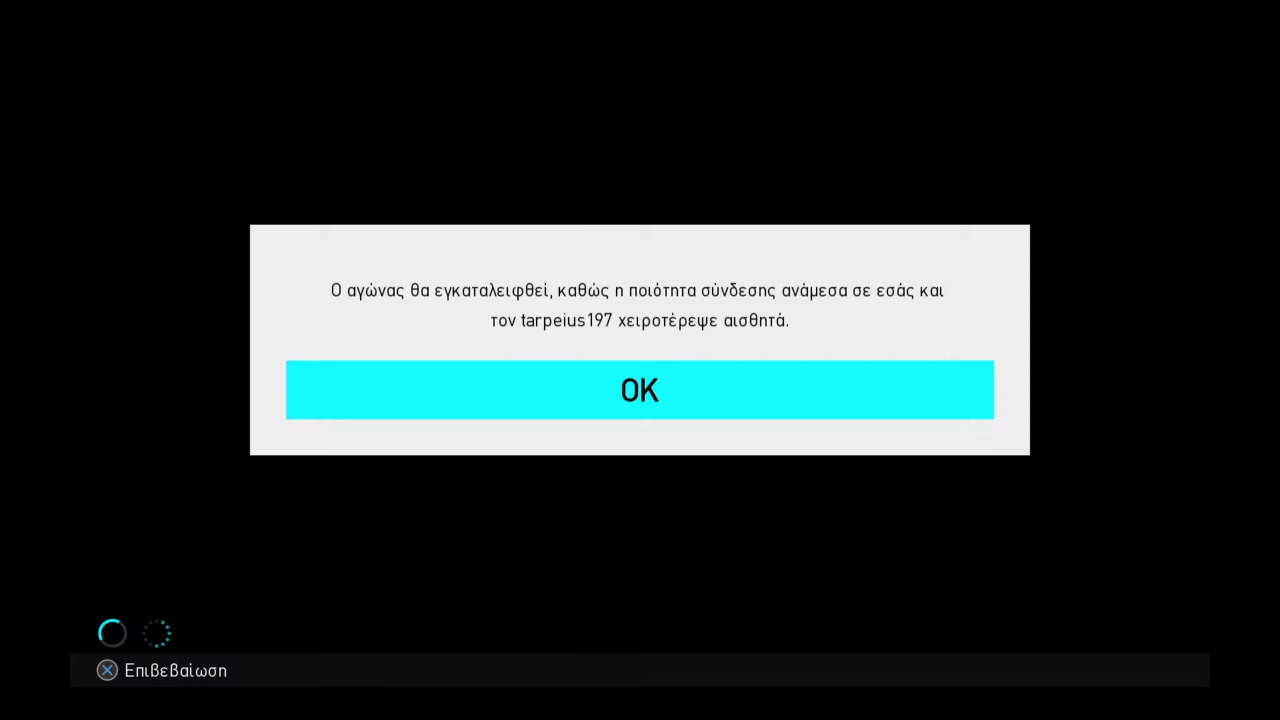 Ο αγώνας θα εγκαταλειφθεί, καθώς η ποιότητα σύνδεσης ανάμεσα σε εσάς και
τον tarpeius197 χειροτέρεψε αισθητά.
OK
Επιβεβαίωση